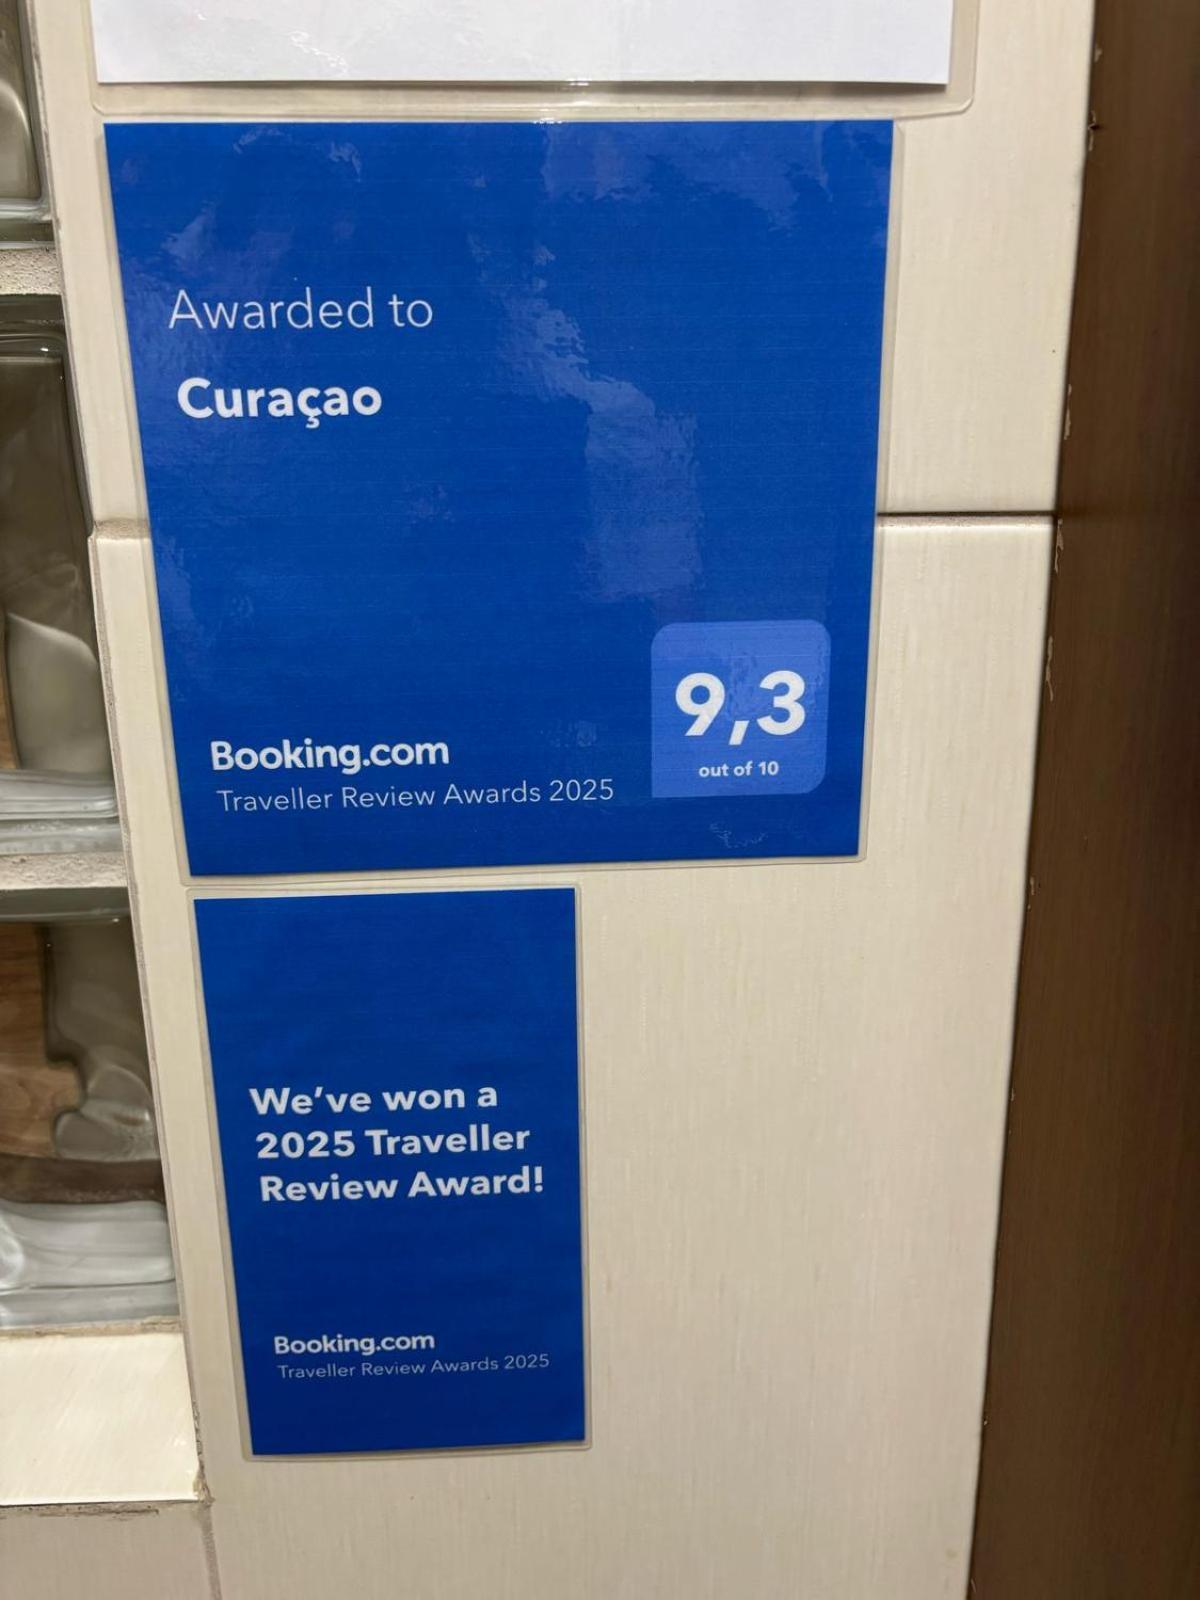 Awarded to
Curaçao
9,3
out of 10
Booking.com
Traveller Review Awards 2025
We've won a
2025 Traveller
Review Award!
Booking.com
Traveller Review Awards 2025